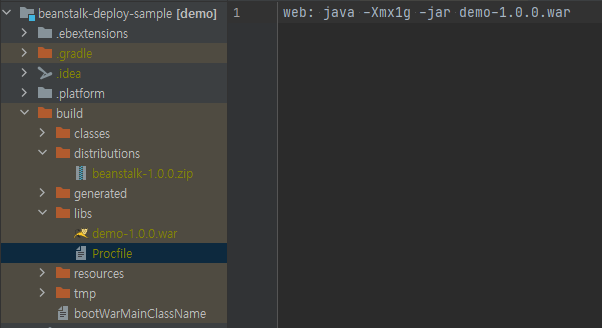 beanstalk-deploy-sample [demo]
.ebextensions
.gradle
.idea
.platform
build
classes
distributions
beanstalk-1.0.0.zip
generated
libs
demo-1.0.0.war
Procfile
resources
tmp
bootWarMainClassName
1 web: java -Xmx1g -jar demo-1.0.0.war